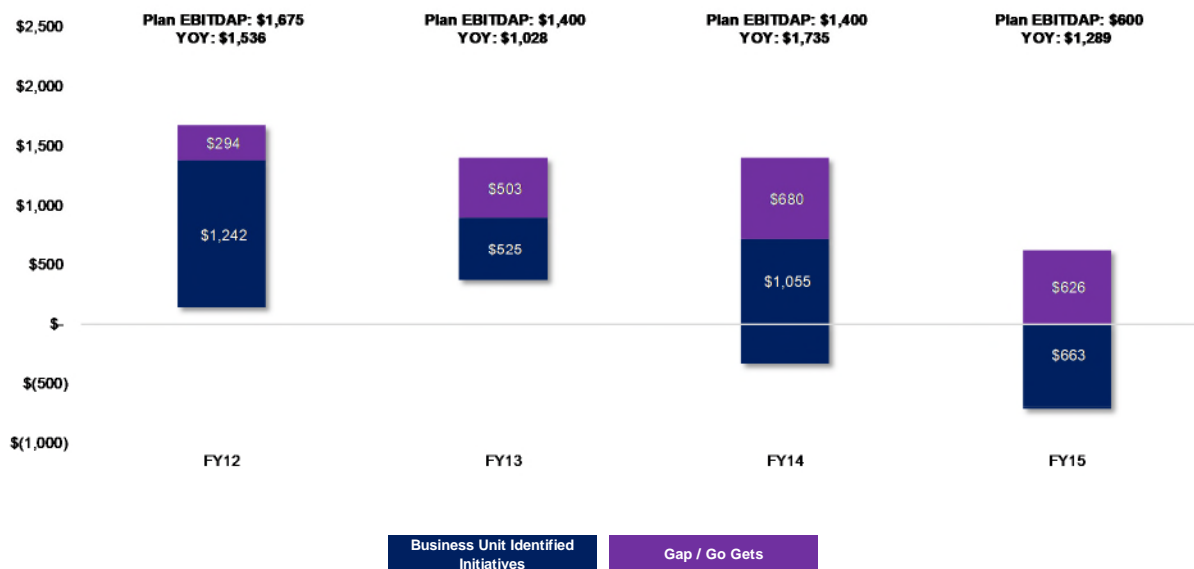 Plan EBITDAP: $1,675
YOY: $1,536
Plan EBITDAP: $1,400
YOY: $1,028
Plan EBITDAP: $1,400
YOY: $1,735
Plan EBITDAP: $600
YOY: $1,289
$2,500
$2,000
$1,500
$1,000
$500
$-
$(500)
$(1,000)
$294
$1,242
$503
$525
$680
$1,055
$626
$663
FY12
FY13
FY14
FY15
Business Unit Identified
Initiatives
Gap / Go Gets